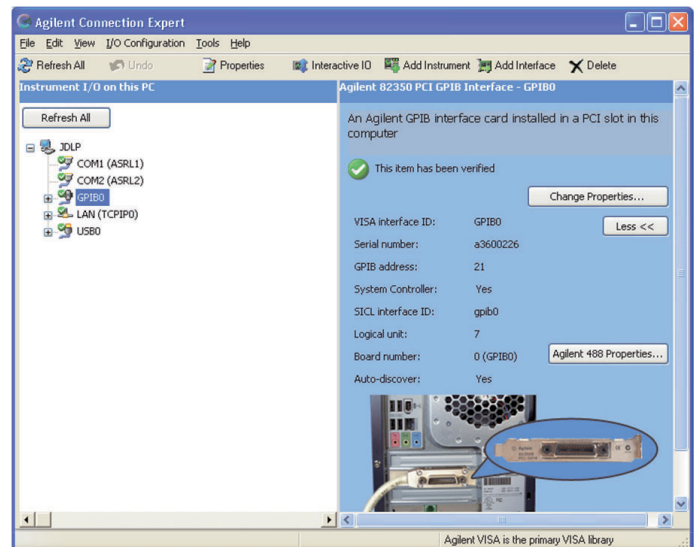 Agilent Connection Expert
File Edit View I/O Configuration Tools Help
Refresh All Undo Properties Interactive IO Add Instrument Add Interface Delete
Instrument I/O on this PC
Refresh All
JDLP
COM1 (ASRL1)
COM2 (ASRL2)
GPIB0
LAN (TCPIP0)
USB0
Agilent 82350 PCI GPIB Interface - GPIB0
An Agilent GPIB interface card installed in a PCI slot in this
computer
This item has been verified
Change Properties...
VISA interface ID: GPIB0
Less <<
Serial number: a3600226
GPIB address: 21
System Controller: Yes
SICL interface ID: gpib0
Logical unit: 7
Board number: 0 (GPIB0)
Agilent 488 Properties...
Auto-discover: Yes
Agilent
Agilent VISA is the primary VISA library